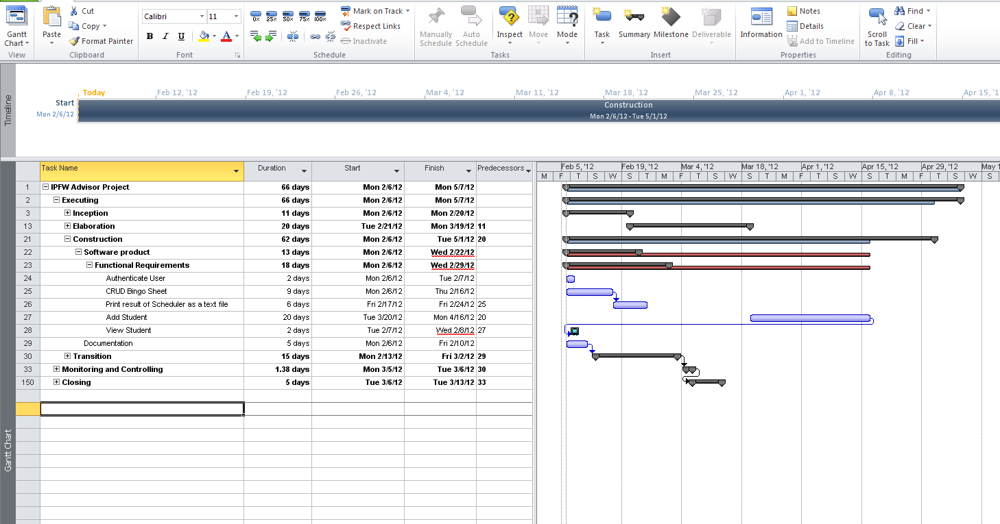 Gantt Chart
View
Paste
Cut
Copy
Format Painter
Clipboard
Calibri 11
B I U A
Font
0% 25% 50% 75% 100%
Mark on Track
Respect Links
Inactivate
Schedule
Manually Schedule
Auto Schedule
Inspect
Move
Mode
Tasks
Task
Summary
Milestone
Deliverable
Insert
Information
Notes
Details
Add to Timeline
Properties
Scroll to Task
Find
Clear
Fill
Editing
Timeline
Today Feb 12, '12 Feb 19, '12 Feb 26, '12 Mar 4, '12 Mar 11, '12 Mar 18, '12 Mar 25, '12 Apr 1, '12 Apr 8, '12 Apr 15, '1
Start
Mon 2/6/12
Construction
Mon 2/6/12 - Tue 5/1/12
Gantt Chart
Task Name Duration Start Finish Predecessors
Feb 5, '12 Feb 19, '12 Mar 4, '12 Mar 18, '12 Apr 1, '12 Apr 15, '12 Apr 29, '12 May 1
M F T S W S T M F T S W S T M F T S W S T M F T S W S
1 IPFW Advisor Project 66 days Mon 2/6/12 Mon 5/7/12
2 Executing 66 days Mon 2/6/12 Mon 5/7/12
3 Inception 11 days Mon 2/6/12 Mon 2/20/12
13 Elaboration 20 days Tue 2/21/12 Mon 3/19/12 11
21 Construction 62 days Mon 2/6/12 Tue 5/1/12 20
22 Software product 13 days Mon 2/6/12 Wed 2/22/12
23 Functional Requirements 18 days Mon 2/6/12 Wed 2/29/12
24 Authenticate User 2 days Mon 2/6/12 Tue 2/7/12
25 CRUD Bingo Sheet 9 days Mon 2/6/12 Thu 2/16/12
26 Print result of Scheduler as a text file 6 days Fri 2/17/12 Fri 2/24/12 25
27 Add Student 20 days Tue 3/20/12 Mon 4/16/12 20
28 View Student 2 days Tue 2/7/12 Wed 2/8/12 27
29 Documentation 5 days Mon 2/6/12 Fri 2/10/12
30 Transition 15 days Mon 2/13/12 Fri 3/2/12 29
33 Monitoring and Controlling 1.38 days Mon 3/5/12 Tue 3/6/12 30
150 Closing 5 days Tue 3/6/12 Tue 3/13/12 33